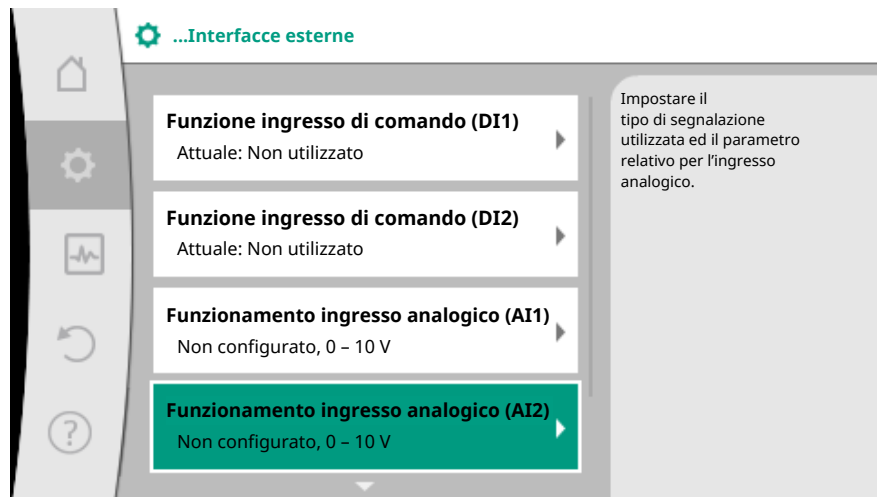 ...Interfacce esterne
Funzione ingresso di comando (DI1)
Attuale: Non utilizzato
Funzione ingresso di comando (DI2)
Attuale: Non utilizzato
Funzionamento ingresso analogico (AI1)
Non configurato, 0 – 10 V
Funzionamento ingresso analogico (AI2)
Non configurato, 0 – 10 V
Impostare il
tipo di segnalazione
utilizzata ed il parametro
relativo per l'ingresso
analogico.
?